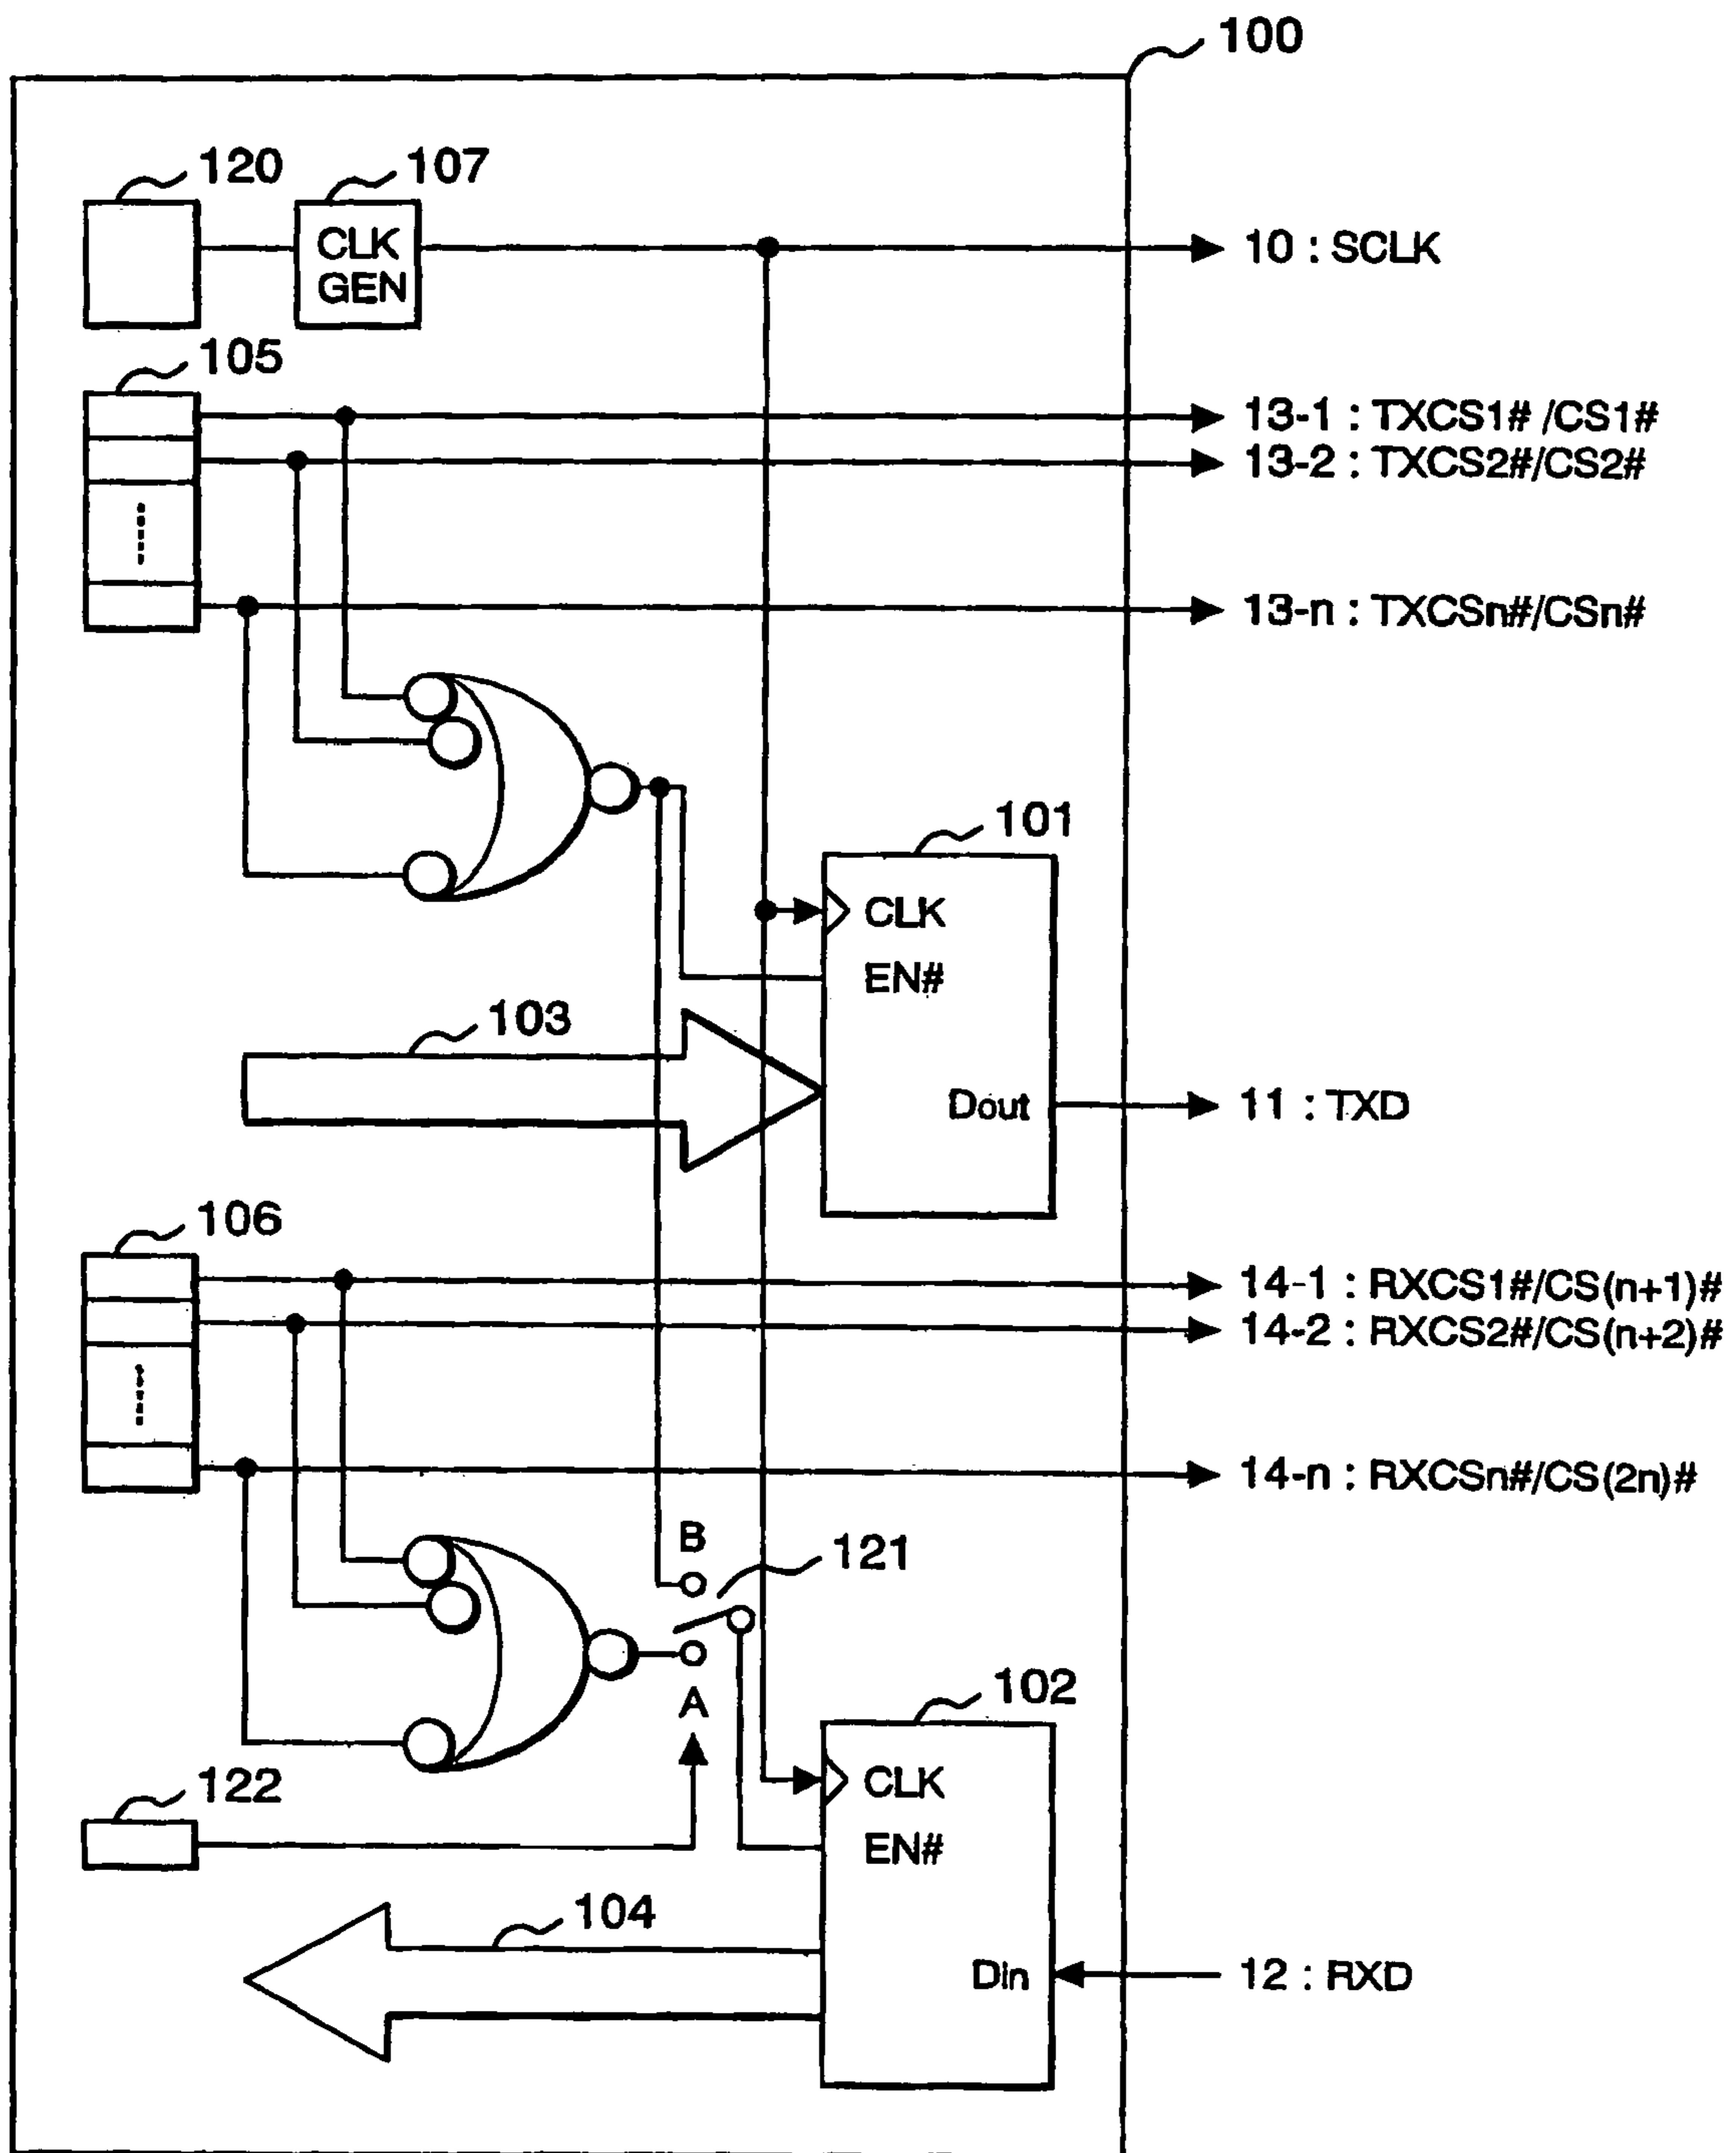 100
120
107
CLK
GEN
10 : SCLK
105
13-1 : TXCS1# /CS1#
13-2 : TXCS2#/CS2#
13-n : TXCSn#/CSn#
101
CLK
EN#
103
Dout
11 : TXD
106
14-1 : RXCS1#/CS(n+1)#
14-2 : RXCS2#/CS(n+2)#
14-n : RXCSn#/CS(2n)#
B
121
A
102
122
CLK
EN#
104
Din
12 : RXD